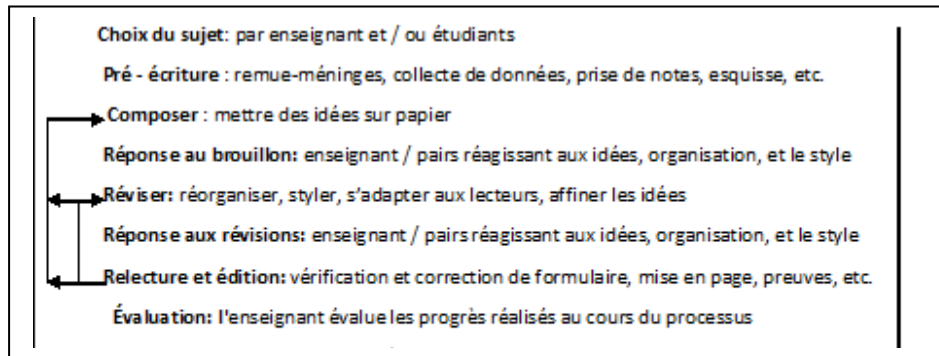 Choix du sujet: par enseignant et / ou étudiants
Pré - écriture : remue-méninges, collecte de données, prise de notes, esquisse, etc.
Composer : mettre des idées sur papier
Réponse au brouillon: enseignant / pairs réagissant aux idées, organisation, et le style
Réviser: réorganiser, styler, s'adapter aux lecteurs, affiner les idées
Réponse aux révisions: enseignant / pairs réagissant aux idées, organisation, et le style
Relecture et édition: vérification et correction de formulaire, mise en page, preuves, etc.
Évaluation: l'enseignant évalue les progrès réalisés au cours du processus